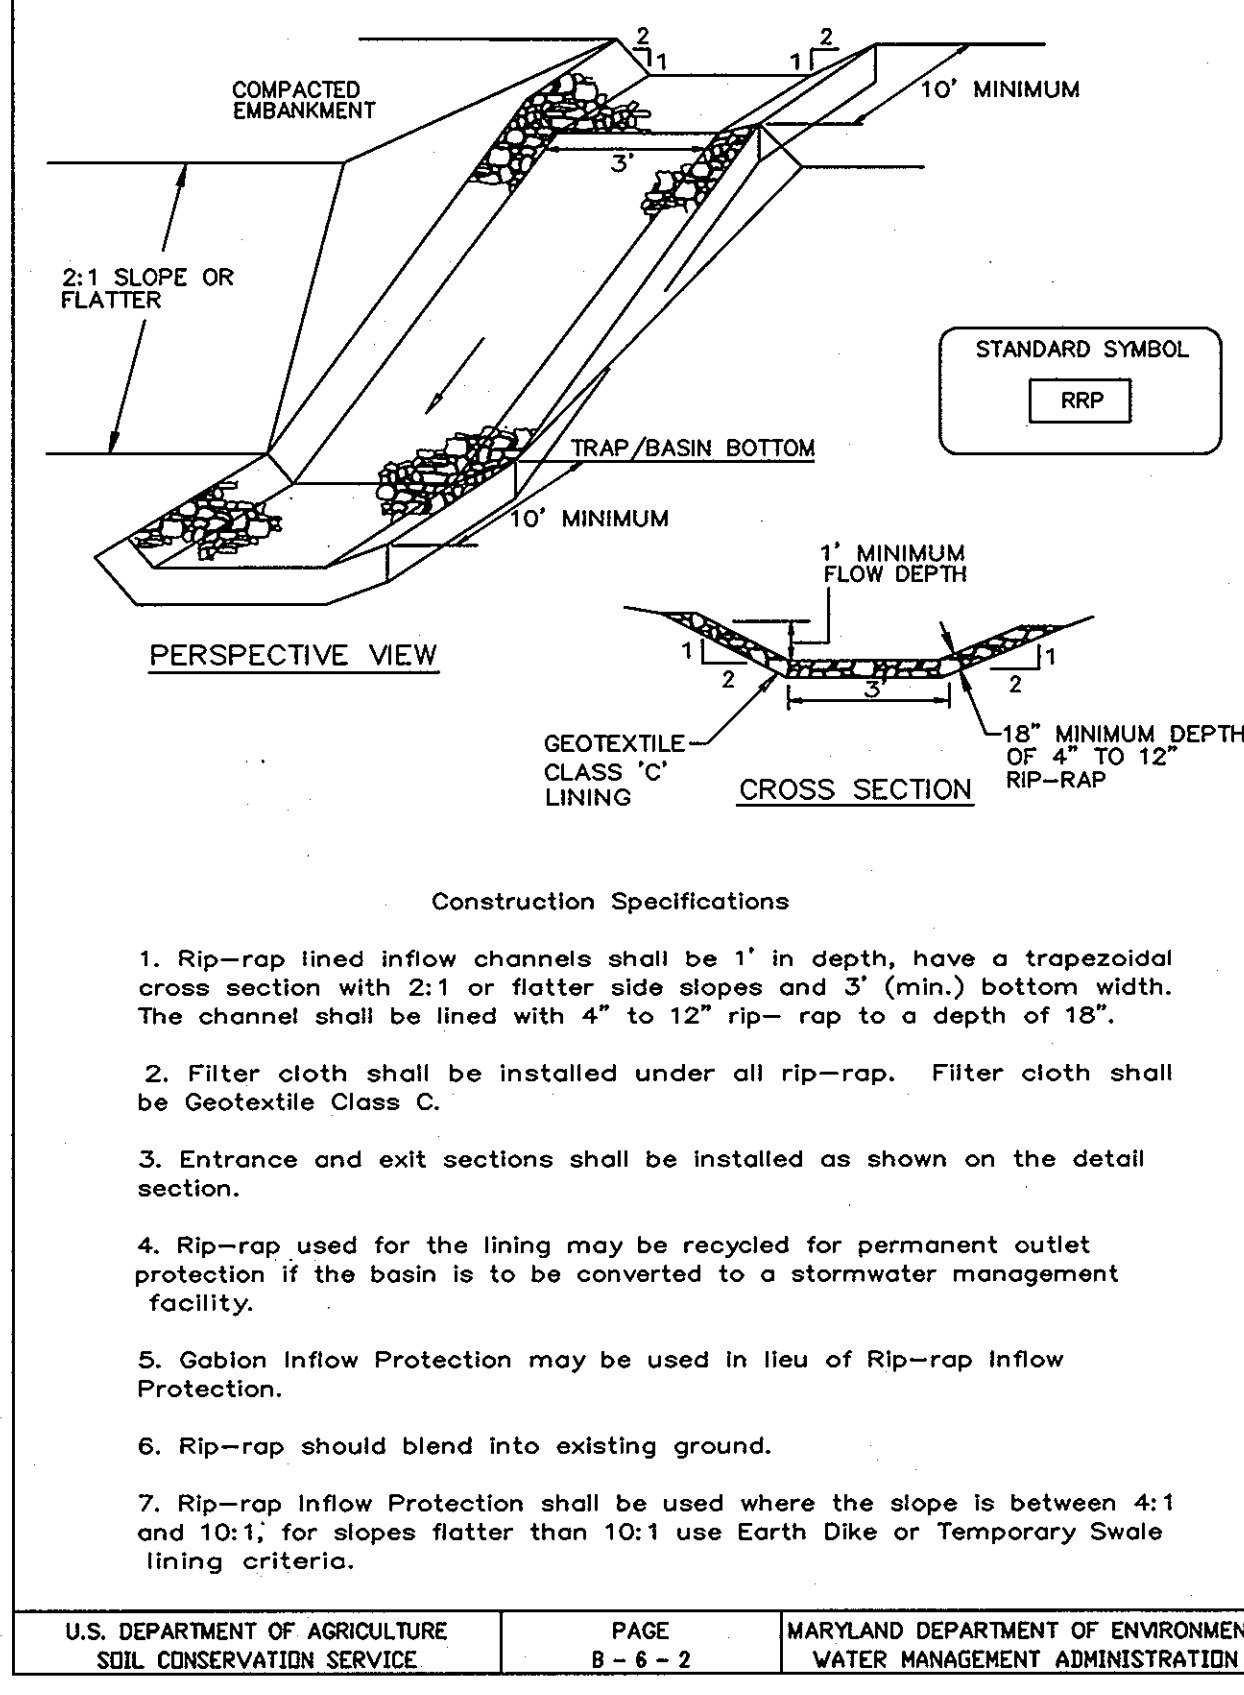 2
1
2
1
COMPACTED
EMBANKMENT
10' MINIMUM
3'
2:1 SLOPE OR
FLATTER
STANDARD SYMBOL
RRP
TRAP/BASIN BOTTOM
10' MINIMUM
1' MINIMUM
FLOW DEPTH
PERSPECTIVE VIEW
1
2
3'
1
2
GEOTEXTILE
CLASS 'C'
LINING
18" MINIMUM DEPTH
OF 4" TO 12"
RIP-RAP
CROSS SECTION
Construction Specifications
1. Rip-rap lined inflow channels shall be 1' in depth, have a trapezoidal
cross section with 2:1 or flatter side slopes and 3' (min.) bottom width.
The channel shall be lined with 4" to 12" rip- rap to a depth of 18".
2. Filter cloth shall be installed under all rip-rap. Filter cloth shall
be Geotextile Class C.
3. Entrance and exit sections shall be installed as shown on the detail
section.
4. Rip-rap used for the lining may be recycled for permanent outlet
protection if the basin is to be converted to a stormwater management
facility.
5. Gabion Inflow Protection may be used in lieu of Rip-rap Inflow
Protection.
6. Rip-rap should blend into existing ground.
7. Rip-rap Inflow Protection shall be used where the slope is between 4:1
and 10:1, for slopes flatter than 10:1 use Earth Dike or Temporary Swale
lining criteria.
U.S. DEPARTMENT OF AGRICULTURE
SOIL CONSERVATION SERVICE
PAGE
B - 6 - 2
MARYLAND DEPARTMENT OF ENVIRONMEN
WATER MANAGEMENT ADMINISTRATION